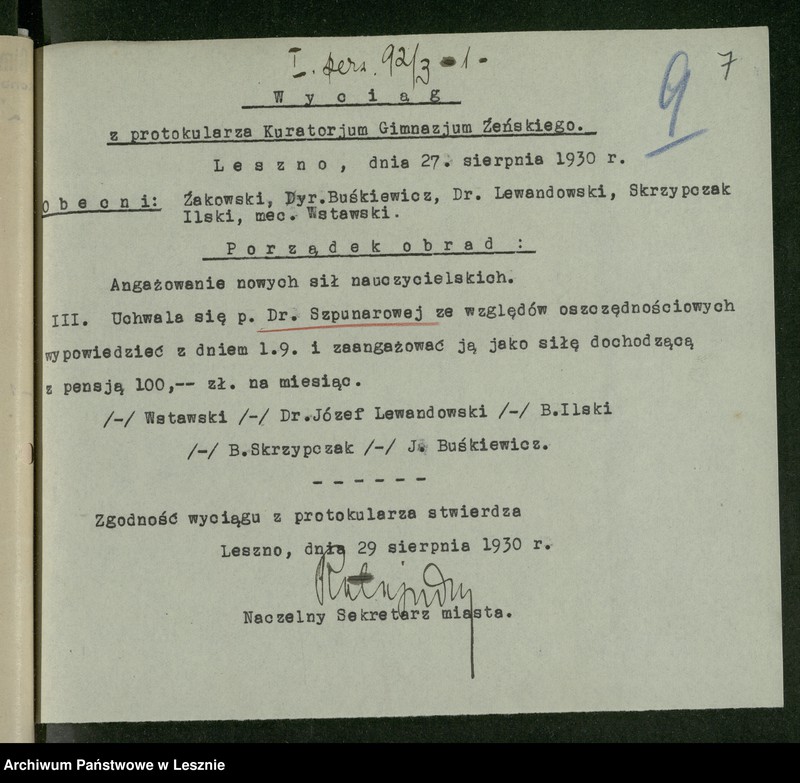 I. pers. 92/3 - 1 -
9 7
W y c i ą g
z protokularza Kuratorjum Gimnazjum Żeńskiego.
L e s z n o , dnia 27. sierpnia 1930 r.
O b e c n i: Żakowski, Dyr.Buśkiewicz, Dr. Lewandowski, Skrzypczak
Ilski, mec. Wstawski.
P o r z ą d e k o b r a d :
Angażowanie nowych sił nauczycielskich.
III. Uchwala się p. Dr. Szpunarowej ze względów oszczędnościowych
wypowiedzieć z dniem 1.9. i zaangażować ją jako siłę dochodzącą
z pensją 100,-- zł. na miesiąc.
/-/ Wstawski /-/ Dr.Józef Lewandowski /-/ B.Ilski
/-/ B.Skrzypczak /-/ J. Buśkiewicz.
- - - - - -
Zgodność wyciągu z protokularza stwierdza
Leszno, dnia 29 sierpnia 1930 r.
Naczelny Sekretarz miasta.
Archiwum Państwowe w Lesznie